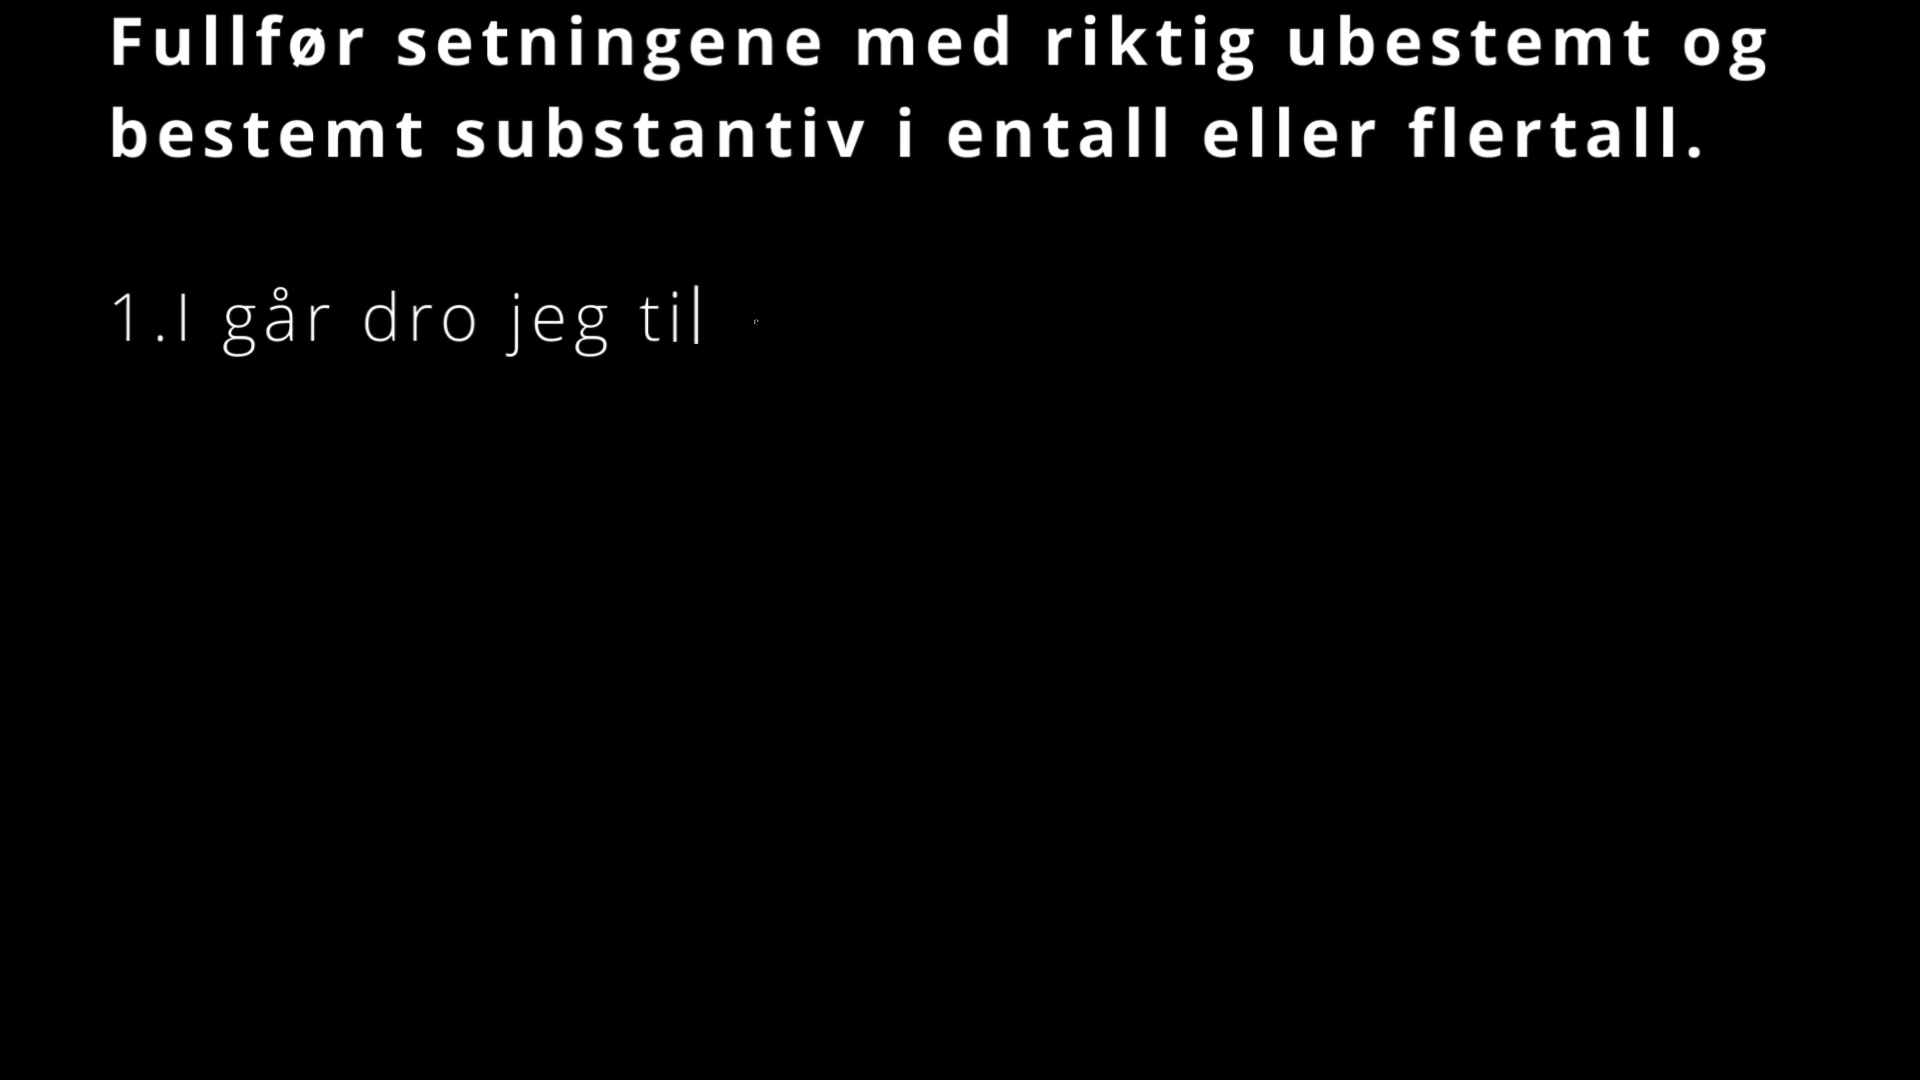 Fullfør setningene med riktig ubestemt og
bestemt substantiv i entall eller flertall.
1.I går dro jeg til